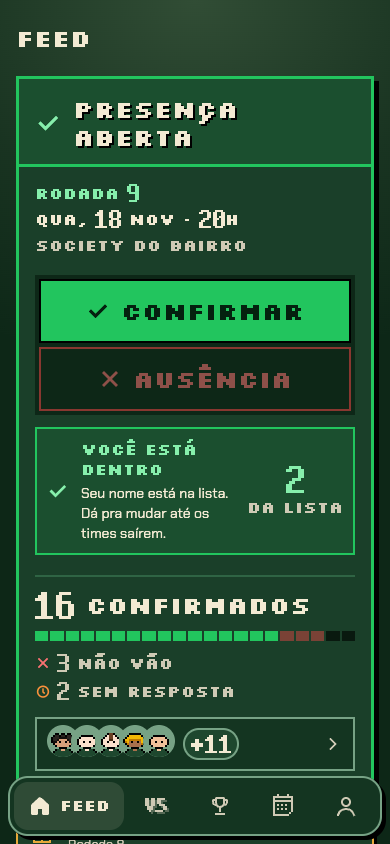 FEED
PRESENÇA
ABERTA
RODADA 9
QUA, 18 NOV · 20H
SOCIETY DO BAIRRO
CONFIRMAR
AUSÊNCIA
VOCÊ ESTÁ
DENTRO
Seu nome está na lista.
Dá pra mudar até os
times saírem.
2
DA LISTA
16 CONFIRMADOS
3 NÃO VÃO
2 SEM RESPOSTA
+11
FEED
VS